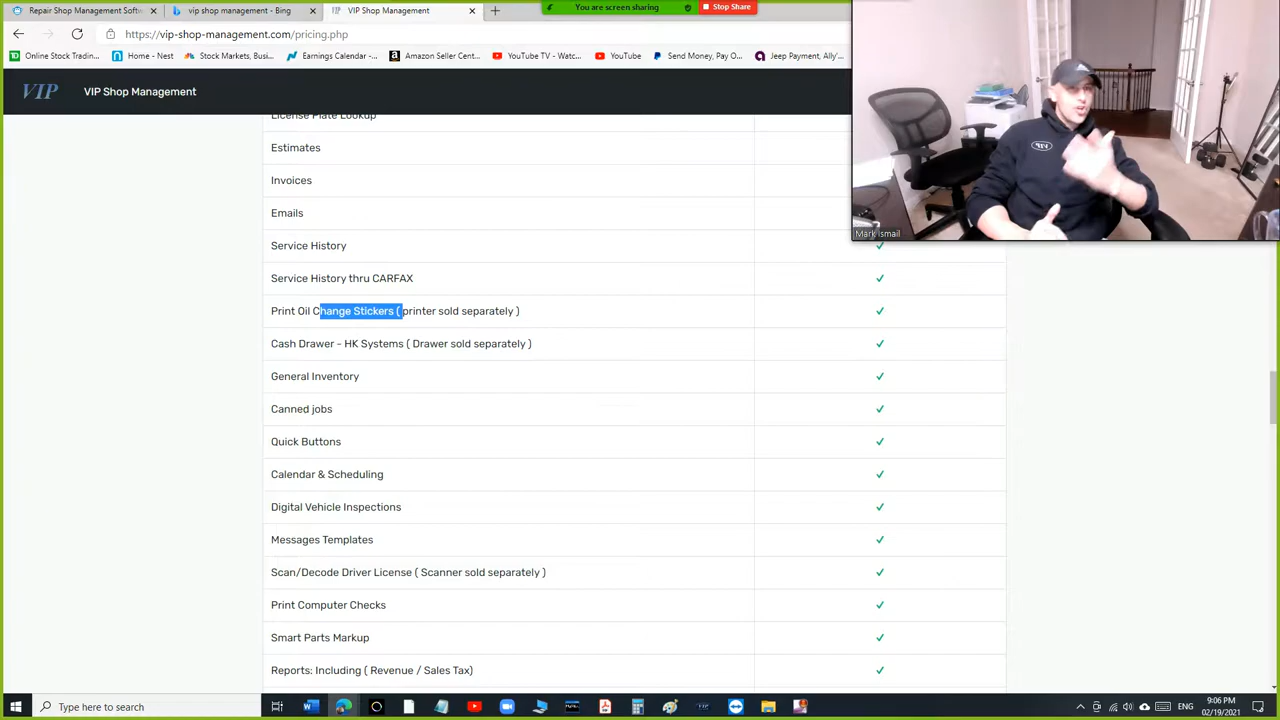 Repair Shop Management Softw
vip shop management - Bing
VIP Shop Management
You are screen sharing
Stop Share
https://vip-shop-management.com/pricing.php
Online Stock Trading...
Home - Nest
Stock Markets, Busi...
Earnings Calendar -...
Amazon Seller Cent...
YouTube TV - Watc...
YouTube
Send Money, Pay O...
Jeep Payment, Ally'...
VIP
VIP Shop Management
License Plate Lookup
Estimates
Invoices
Emails
Mark Ismail
Service History
Service History thru CARFAX
Print Oil Change Stickers ( printer sold separately )
Cash Drawer - HK Systems ( Drawer sold separately )
General Inventory
Canned jobs
Quick Buttons
Calendar & Scheduling
Digital Vehicle Inspections
Messages Templates
Scan/Decode Driver License ( Scanner sold separately )
Print Computer Checks
Smart Parts Markup
Reports: Including ( Revenue / Sales Tax)
Type here to search
ENG
9:06 PM
02/19/2021